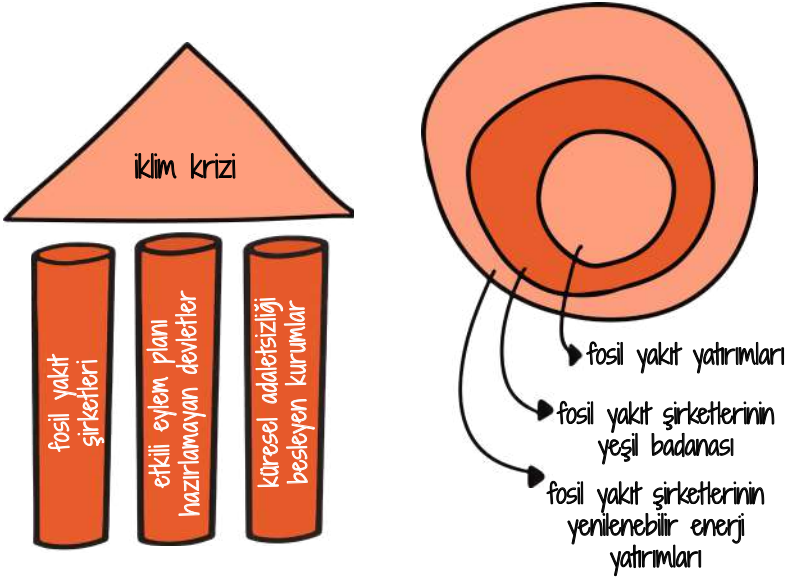 iklim krizi
fosil yakıt
şirketleri
etkili eylem planı
hazırlamayan devletler
küresel adaletsizliği
besleyen kurumlar
fosil yakıt yatırımları
fosil yakıt şirketlerinin
yeşil badanası
fosil yakıt şirketlerinin
yenilenebilir enerji
yatırımları